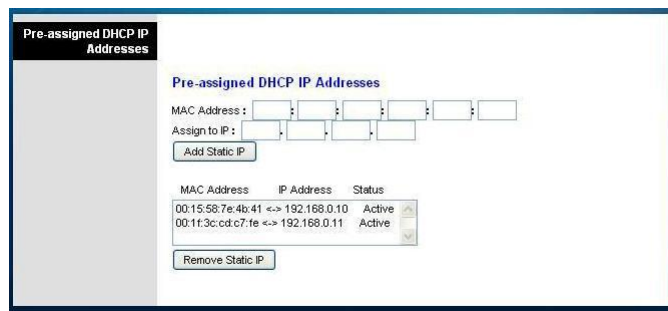 Pre-assigned DHCP IP
Addresses
Pre-assigned DHCP IP Addresses
MAC Address : : : : : :
Assign to IP : . . .
Add Static IP
MAC Address IP Address Status
00:15:58:7e:4b:41 <-> 192.168.0.10 Active
00:1f:3c:cd:c7:fe <-> 192.168.0.11 Active
Remove Static IP